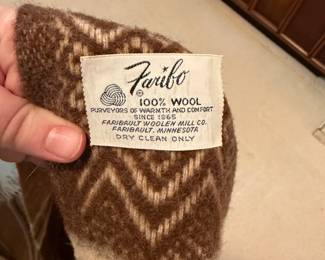 Faribo
100% WOOL
PURVEYORS OF WARMTH AND COMFORT
SINCE 1865
FARIBAULT WOOLEN MILL CO.
FARIBAULT, MINNESOTA
DRY CLEAN ONLY